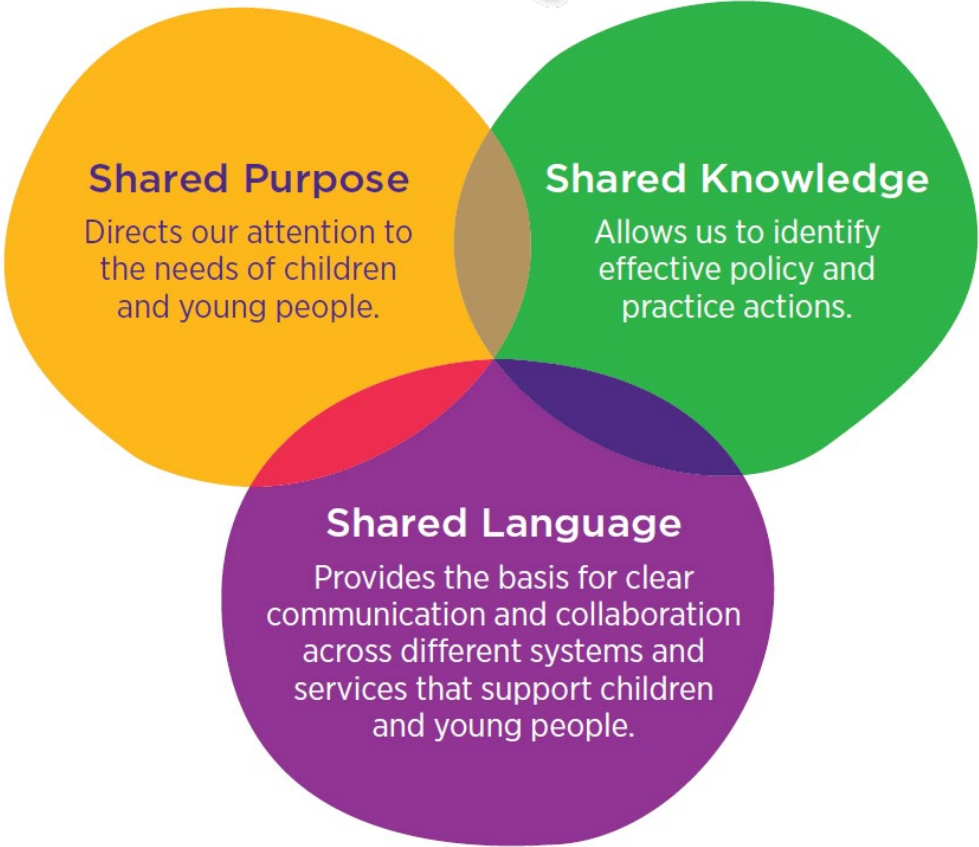 Shared Purpose
Directs our attention to
the needs of children
and young people.
Shared Knowledge
Allows us to identify
effective policy and
practice actions.
Shared Language
Provides the basis for clear
communication and collaboration
across different systems and
services that support children
and young people.